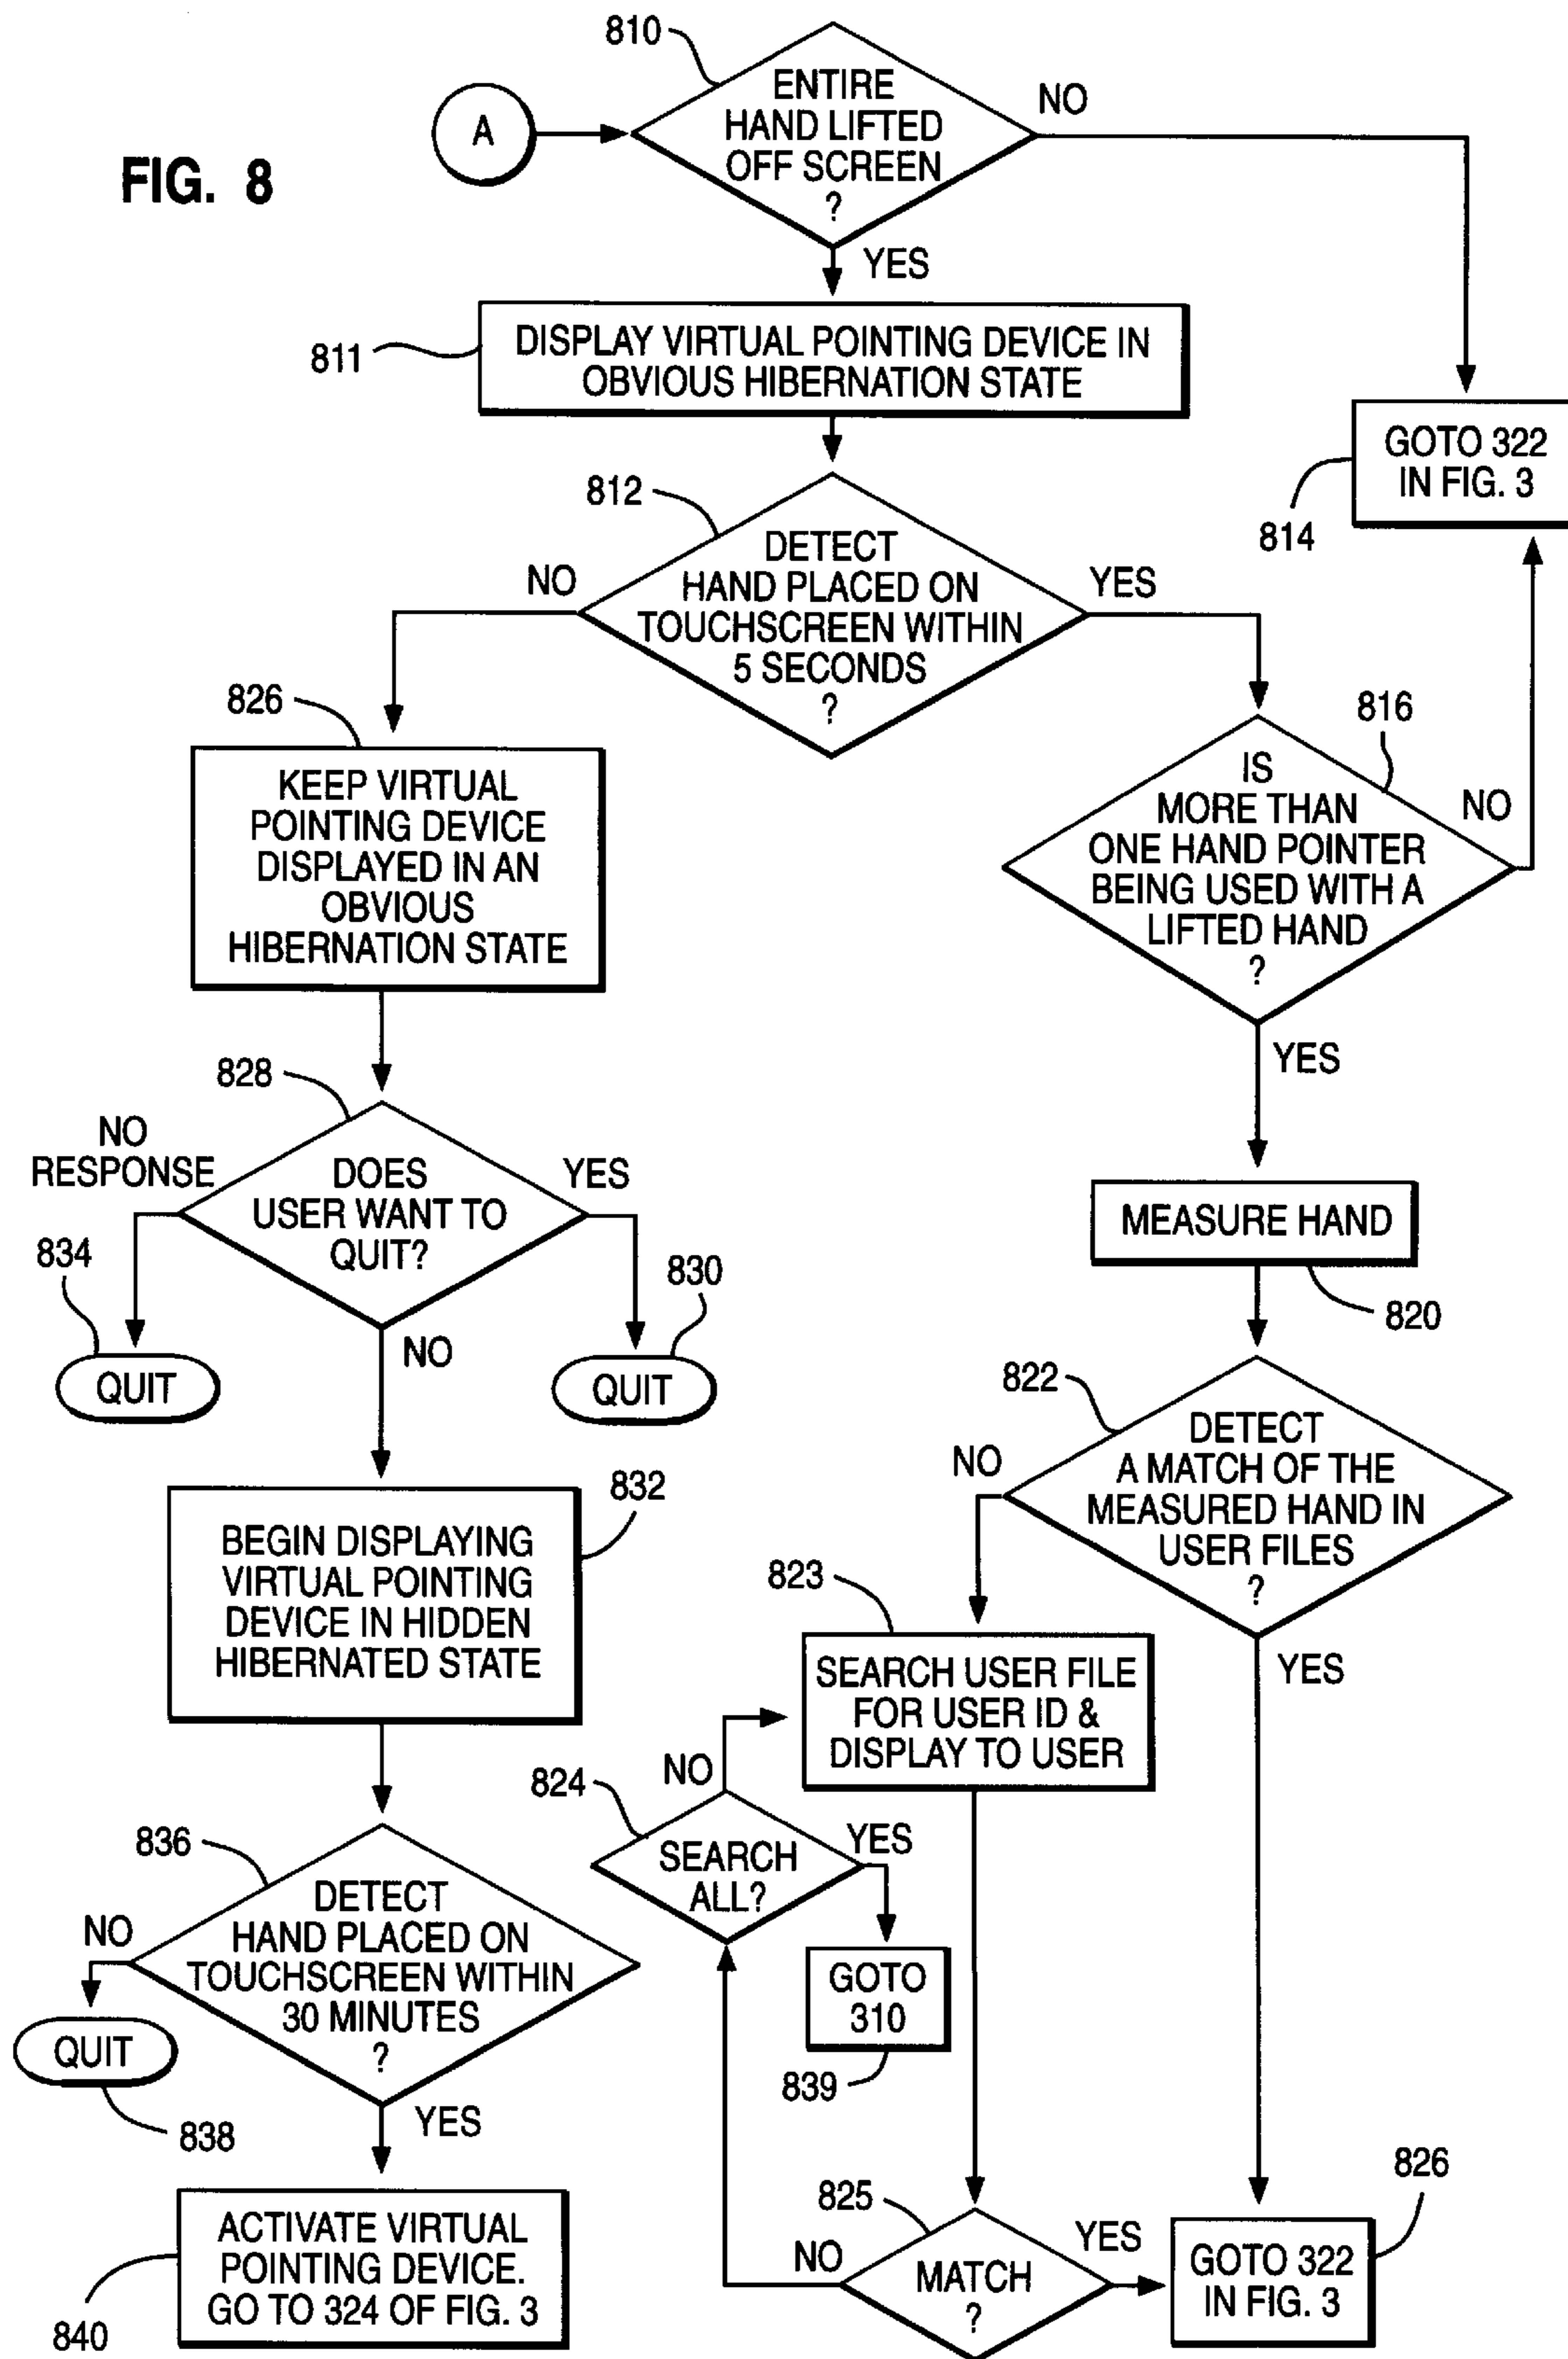 FIG. 8
A
810
ENTIRE
HAND LIFTED
OFF SCREEN
?
NO
YES
811
DISPLAY VIRTUAL POINTING DEVICE IN
OBVIOUS HIBERNATION STATE
GOTO 322
IN FIG. 3
814
812
DETECT
HAND PLACED ON
TOUCHSCREEN WITHIN
5 SECONDS
?
NO
YES
826
KEEP VIRTUAL
POINTING DEVICE
DISPLAYED IN AN
OBVIOUS
HIBERNATION STATE
816
IS
MORE THAN
ONE HAND POINTER
BEING USED WITH A
LIFTED HAND
?
NO
YES
828
NO
RESPONSE
DOES
USER WANT TO
QUIT?
YES
NO
834
QUIT
830
QUIT
MEASURE HAND
820
822
DETECT
A MATCH OF THE
MEASURED HAND IN
USER FILES
?
NO
YES
832
BEGIN DISPLAYING
VIRTUAL POINTING
DEVICE IN HIDDEN
HIBERNATED STATE
823
SEARCH USER FILE
FOR USER ID &
DISPLAY TO USER
824
NO
SEARCH
ALL?
YES
GOTO
310
839
836
DETECT
HAND PLACED ON
TOUCHSCREEN WITHIN
30 MINUTES
?
NO
QUIT
838
YES
ACTIVATE VIRTUAL
POINTING DEVICE.
GO TO 324 OF FIG. 3
840
825
MATCH
?
NO
YES
826
GOTO 322
IN FIG. 3